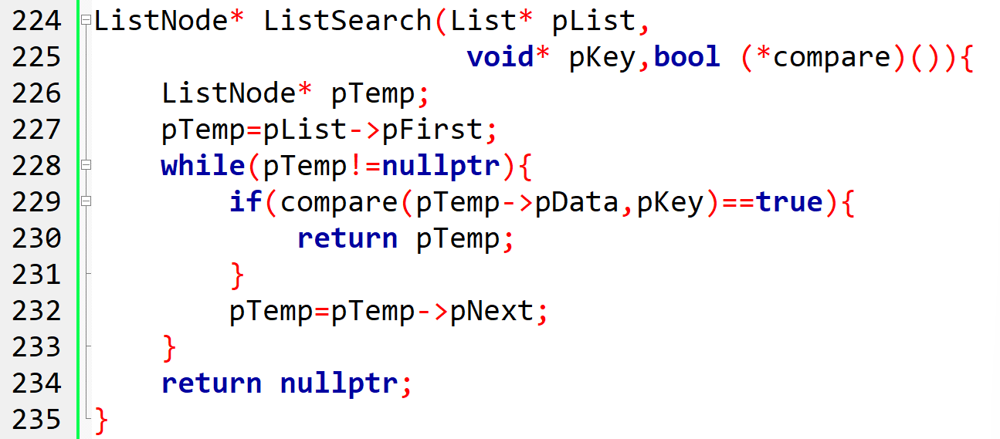 224 ListNode* ListSearch(List* pList,
225                       void* pKey,bool (*compare)()){
226     ListNode* pTemp;
227     pTemp=pList->pFirst;
228     while(pTemp!=nullptr){
229         if(compare(pTemp->pData,pKey)==true){
230             return pTemp;
231         }
232         pTemp=pTemp->pNext;
233     }
234     return nullptr;
235 }